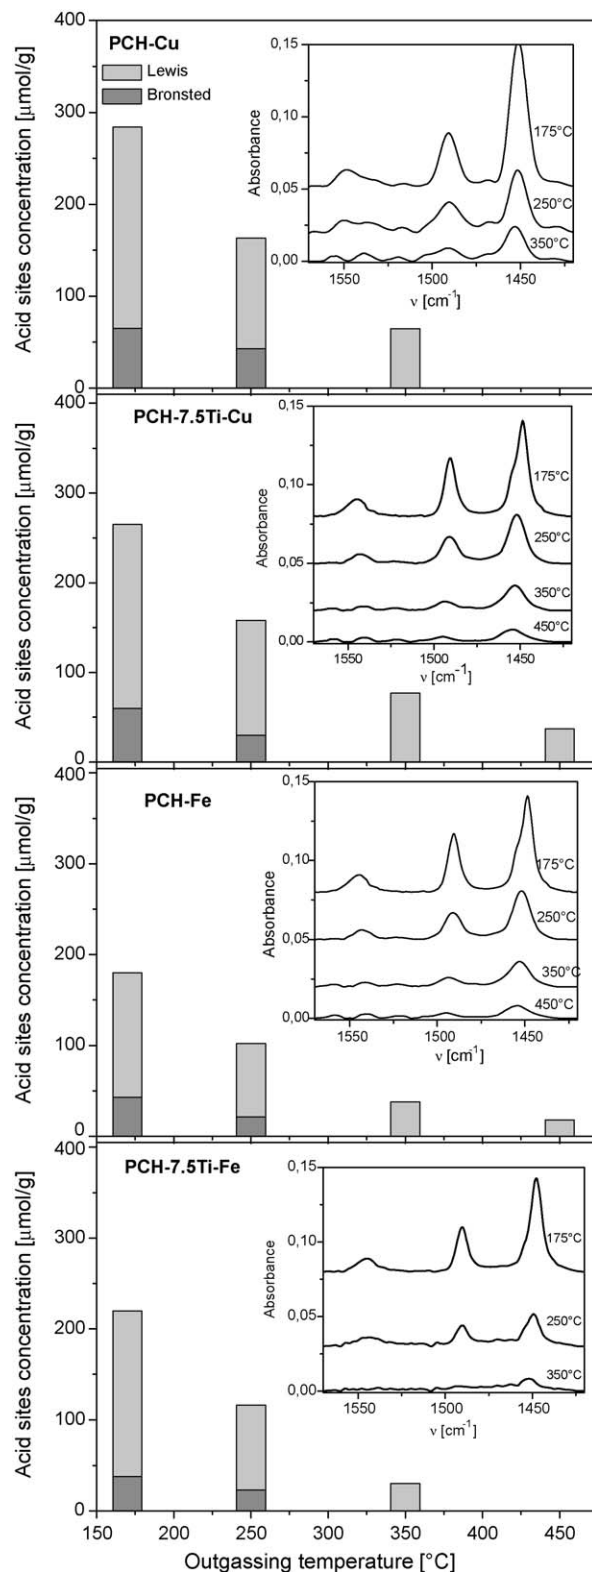 PCH-Cu
Lewis
Bronsted
Acid sites concentration [µmol/g]
400
300
200
100
0
Absorbance
0,15
0,10
0,05
0,00
175°C
250°C
350°C
1550
1500
1450
ν [cm-1]
PCH-7.5Ti-Cu
Acid sites concentration [µmol/g]
400
300
200
100
0
Absorbance
0,15
0,10
0,05
0,00
175°C
250°C
350°C
450°C
1550
1500
1450
ν [cm-1]
PCH-Fe
Acid sites concentration [µmol/g]
400
300
200
100
0
Absorbance
0,15
0,10
0,05
0,00
175°C
250°C
350°C
450°C
1550
1500
1450
ν [cm-1]
PCH-7.5Ti-Fe
Acid sites concentration [µmol/g]
400
300
200
100
0
Absorbance
0,15
0,10
0,05
0,00
175°C
250°C
350°C
1550
1500
1450
ν [cm-1]
150 200 250 300 350 400 450
Outgassing temperature [°C]